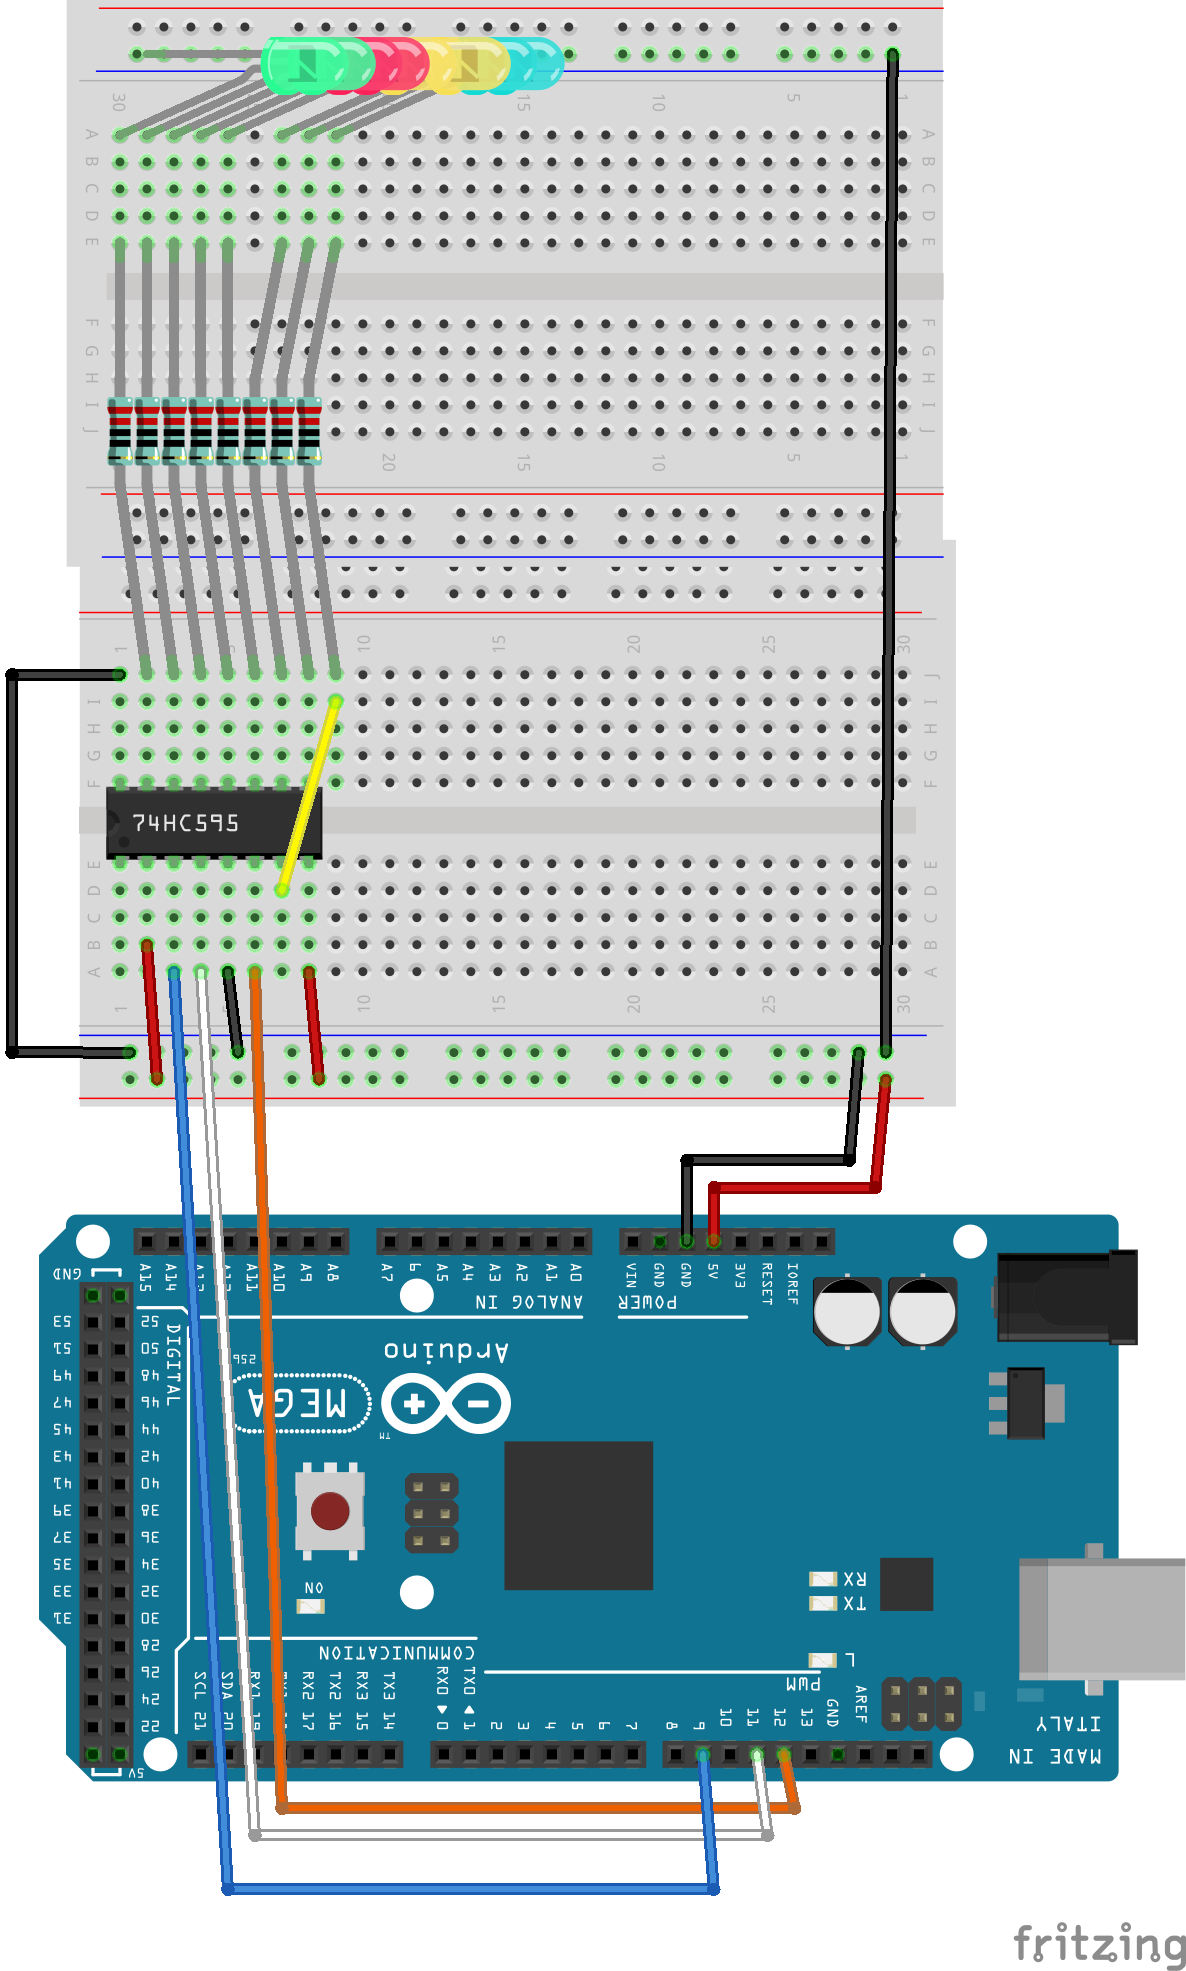 30 15 10 5 1
A A
B B
C C
D D
E E
F F
G G
H H
I I
J J
20 15 10 5 1
1 10 15 20 25 30
J
I I
H H
G G
F F
74HC595
E E
D D
C C
B B
A A
1 10 15 20 25 30
A15 A14 A11 A10 A9 A8 A7 6 A5 A4 A3 A2 A1 A0 VIN GND GND 5V 3V3 RESET IOREF
GND
ANALOG IN POWER
53 52
51 50
49 48
47 46
45 44
43 42
41 40
39 38
37 36
35 34
33 32
31 30
28
26
24
22
DIGITAL
256
Arduino
MEGA
TM
ON
RX
TX
L
COMMUNICATION
PWM
SCL 21 SDA 20 RX1 19 RX2 17 TX2 16 RX3 15 TX3 14 RX0 0 TX0 1 2 3 4 5 6 7 8 9 10 11 12 13 GND AREF
5V
MADE IN
ITALY
fritzing